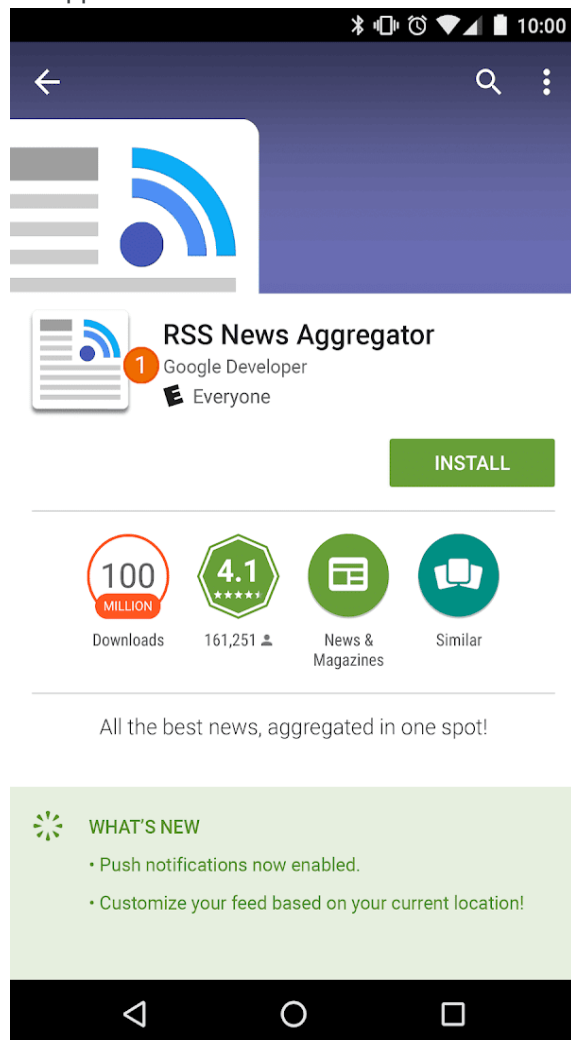 10:00
RSS News Aggregator
1
Google Developer
E Everyone
INSTALL
100
MILLION
4.1
Downloads
161,251
News &
Magazines
Similar
All the best news, aggregated in one spot!
WHAT'S NEW
• Push notifications now enabled.
• Customize your feed based on your current location!